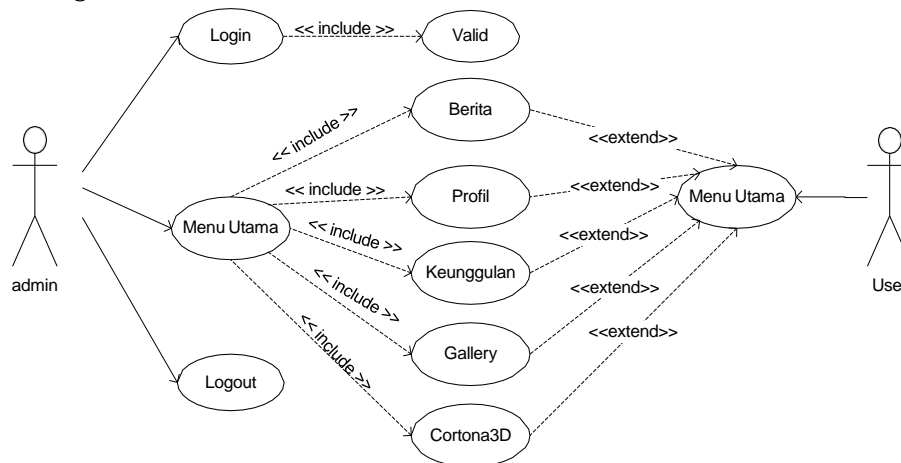 Login
<< include >>
Valid
Berita
<< include >>
<<extend>>
<< include >>
Profil
<<extend>>
Menu Utama
Menu Utama
<< include >>
Keunggulan
<<extend>>
admin
User
<< include >>
<<extend>>
Gallery
<< include >>
<<extend>>
Logout
Cortona3D